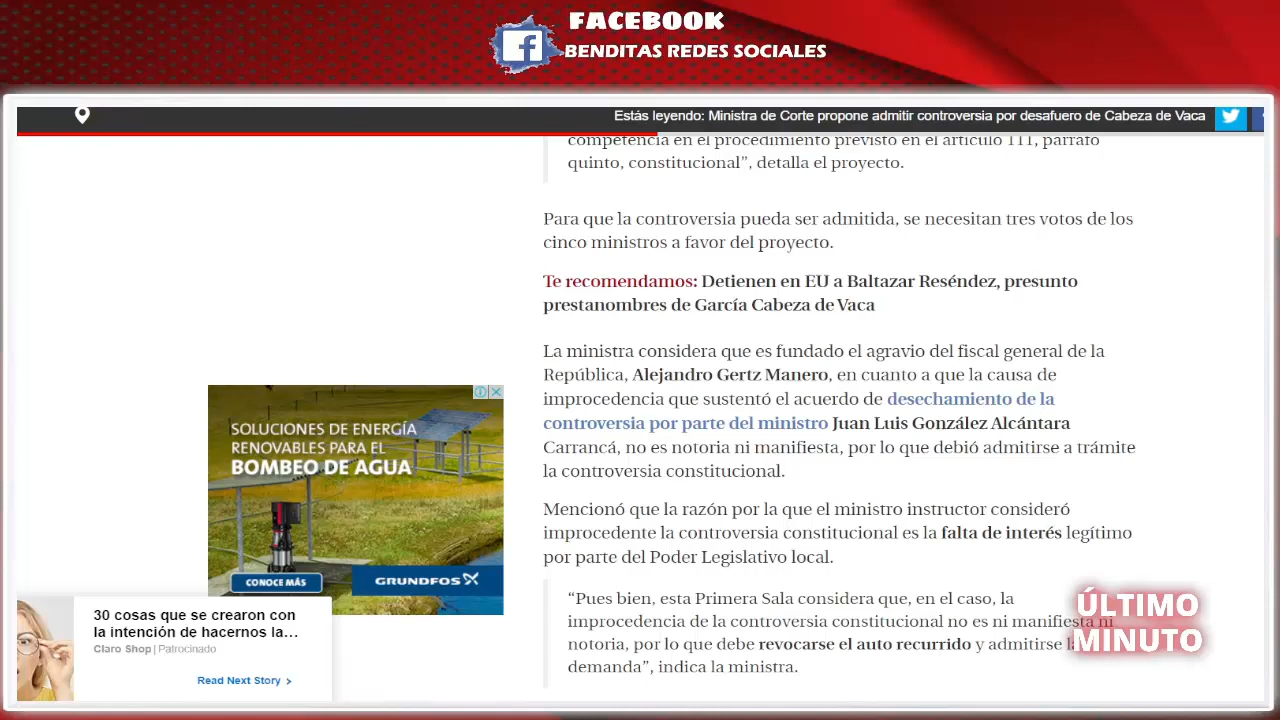 FACEBOOK
BENDITAS REDES SOCIALES
Estás leyendo: Ministra de Corte propone admitir controversia por desafuero de Cabeza de Vaca
competencia en el procedimiento previsto en el artículo 111, párrafo
quinto, constitucional”, detalla el proyecto.
Para que la controversia pueda ser admitida, se necesitan tres votos de los
cinco ministros a favor del proyecto.
Te recomendamos: Detienen en EU a Baltazar Reséndez, presunto
prestanombres de García Cabeza de Vaca
La ministra considera que es fundado el agravio del fiscal general de la
República, Alejandro Gertz Manero, en cuanto a que la causa de
improcedencia que sustentó el acuerdo de desechamiento de la
controversia por parte del ministro Juan Luis González Alcántara
Carrancá, no es notoria ni manifiesta, por lo que debió admitirse a trámite
la controversia constitucional.
Mencionó que la razón por la que el ministro instructor consideró
improcedente la controversia constitucional es la falta de interés legítimo
por parte del Poder Legislativo local.
“Pues bien, esta Primera Sala considera que, en el caso, la
improcedencia de la controversia constitucional no es ni manifiesta ni
notoria, por lo que debe revocarse el auto recurrido y admitirse la
demanda”, indica la ministra.
SOLUCIONES DE ENERGÍA
RENOVABLES PARA EL
BOMBEO DE AGUA
CONOCE MÁS
GRUNDFOS
30 cosas que se crearon con
la intención de hacernos la...
Claro Shop | Patrocinado
Read Next Story >
ÚLTIMO
MINUTO